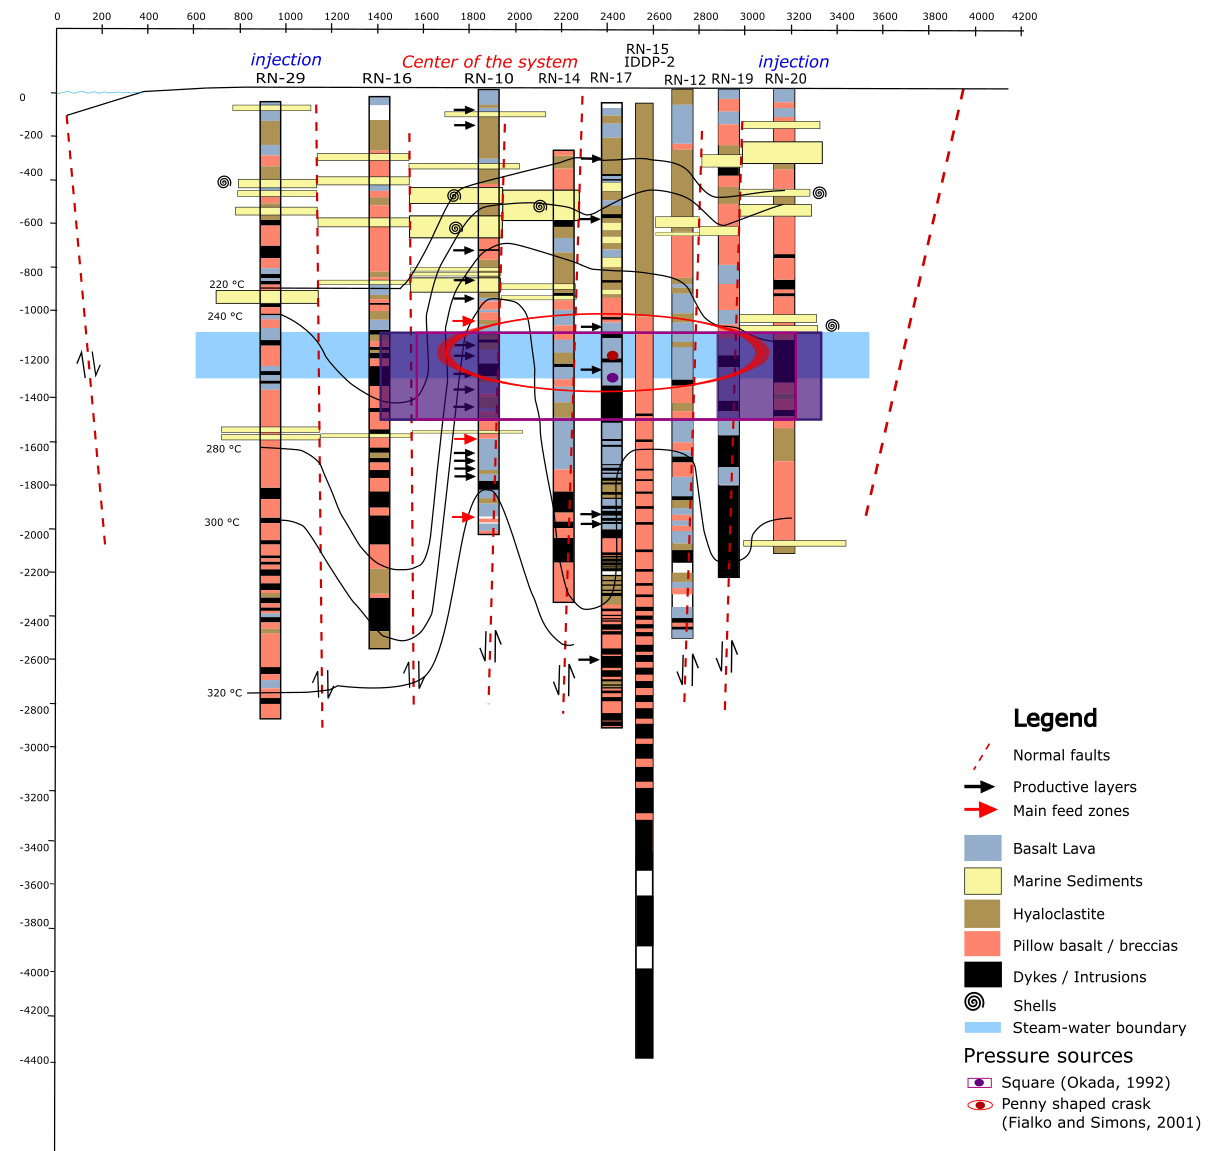 0 200 400 600 800 1000 1200 1400 1600 1800 2000 2200 2400 2600 2800 3000 3200 3400 3600 3800 4000 4200
RN-15
injection Center of the system IDDP-2 injection
RN-29 RN-16 RN-10 RN-14 RN-17 RN-12 RN-19 RN-20
0
-200
-400
-600
-800
220 ºC
-1000
240 ºC
-1200
-1400
-1600
280 ºC
-1800
300 ºC
-2000
-2200
-2400
-2600
320 ºC
-2800
-3000
-3200
-3400
-3600
-3800
-4000
-4200
-4400
Legend
Normal faults
Productive layers
Main feed zones
Basalt Lava
Marine Sediments
Hyaloclastite
Pillow basalt / breccias
Dykes / Intrusions
Shells
Steam-water boundary
Pressure sources
Square (Okada, 1992)
Penny shaped crask
(Fialko and Simons, 2001)